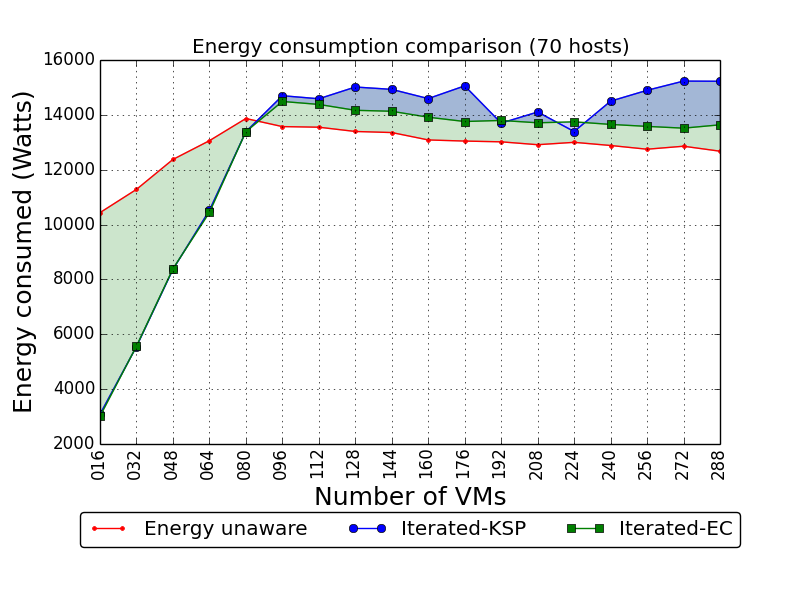 Energy consumption comparison (70 hosts)
16000
14000
12000
10000
8000
6000
4000
2000
Energy consumed (Watts)
016 032 048 064 080 096 112 128 144 160 176 192 208 224 240 256 272 288
Number of VMs
Energy unaware Iterated-KSP Iterated-EC